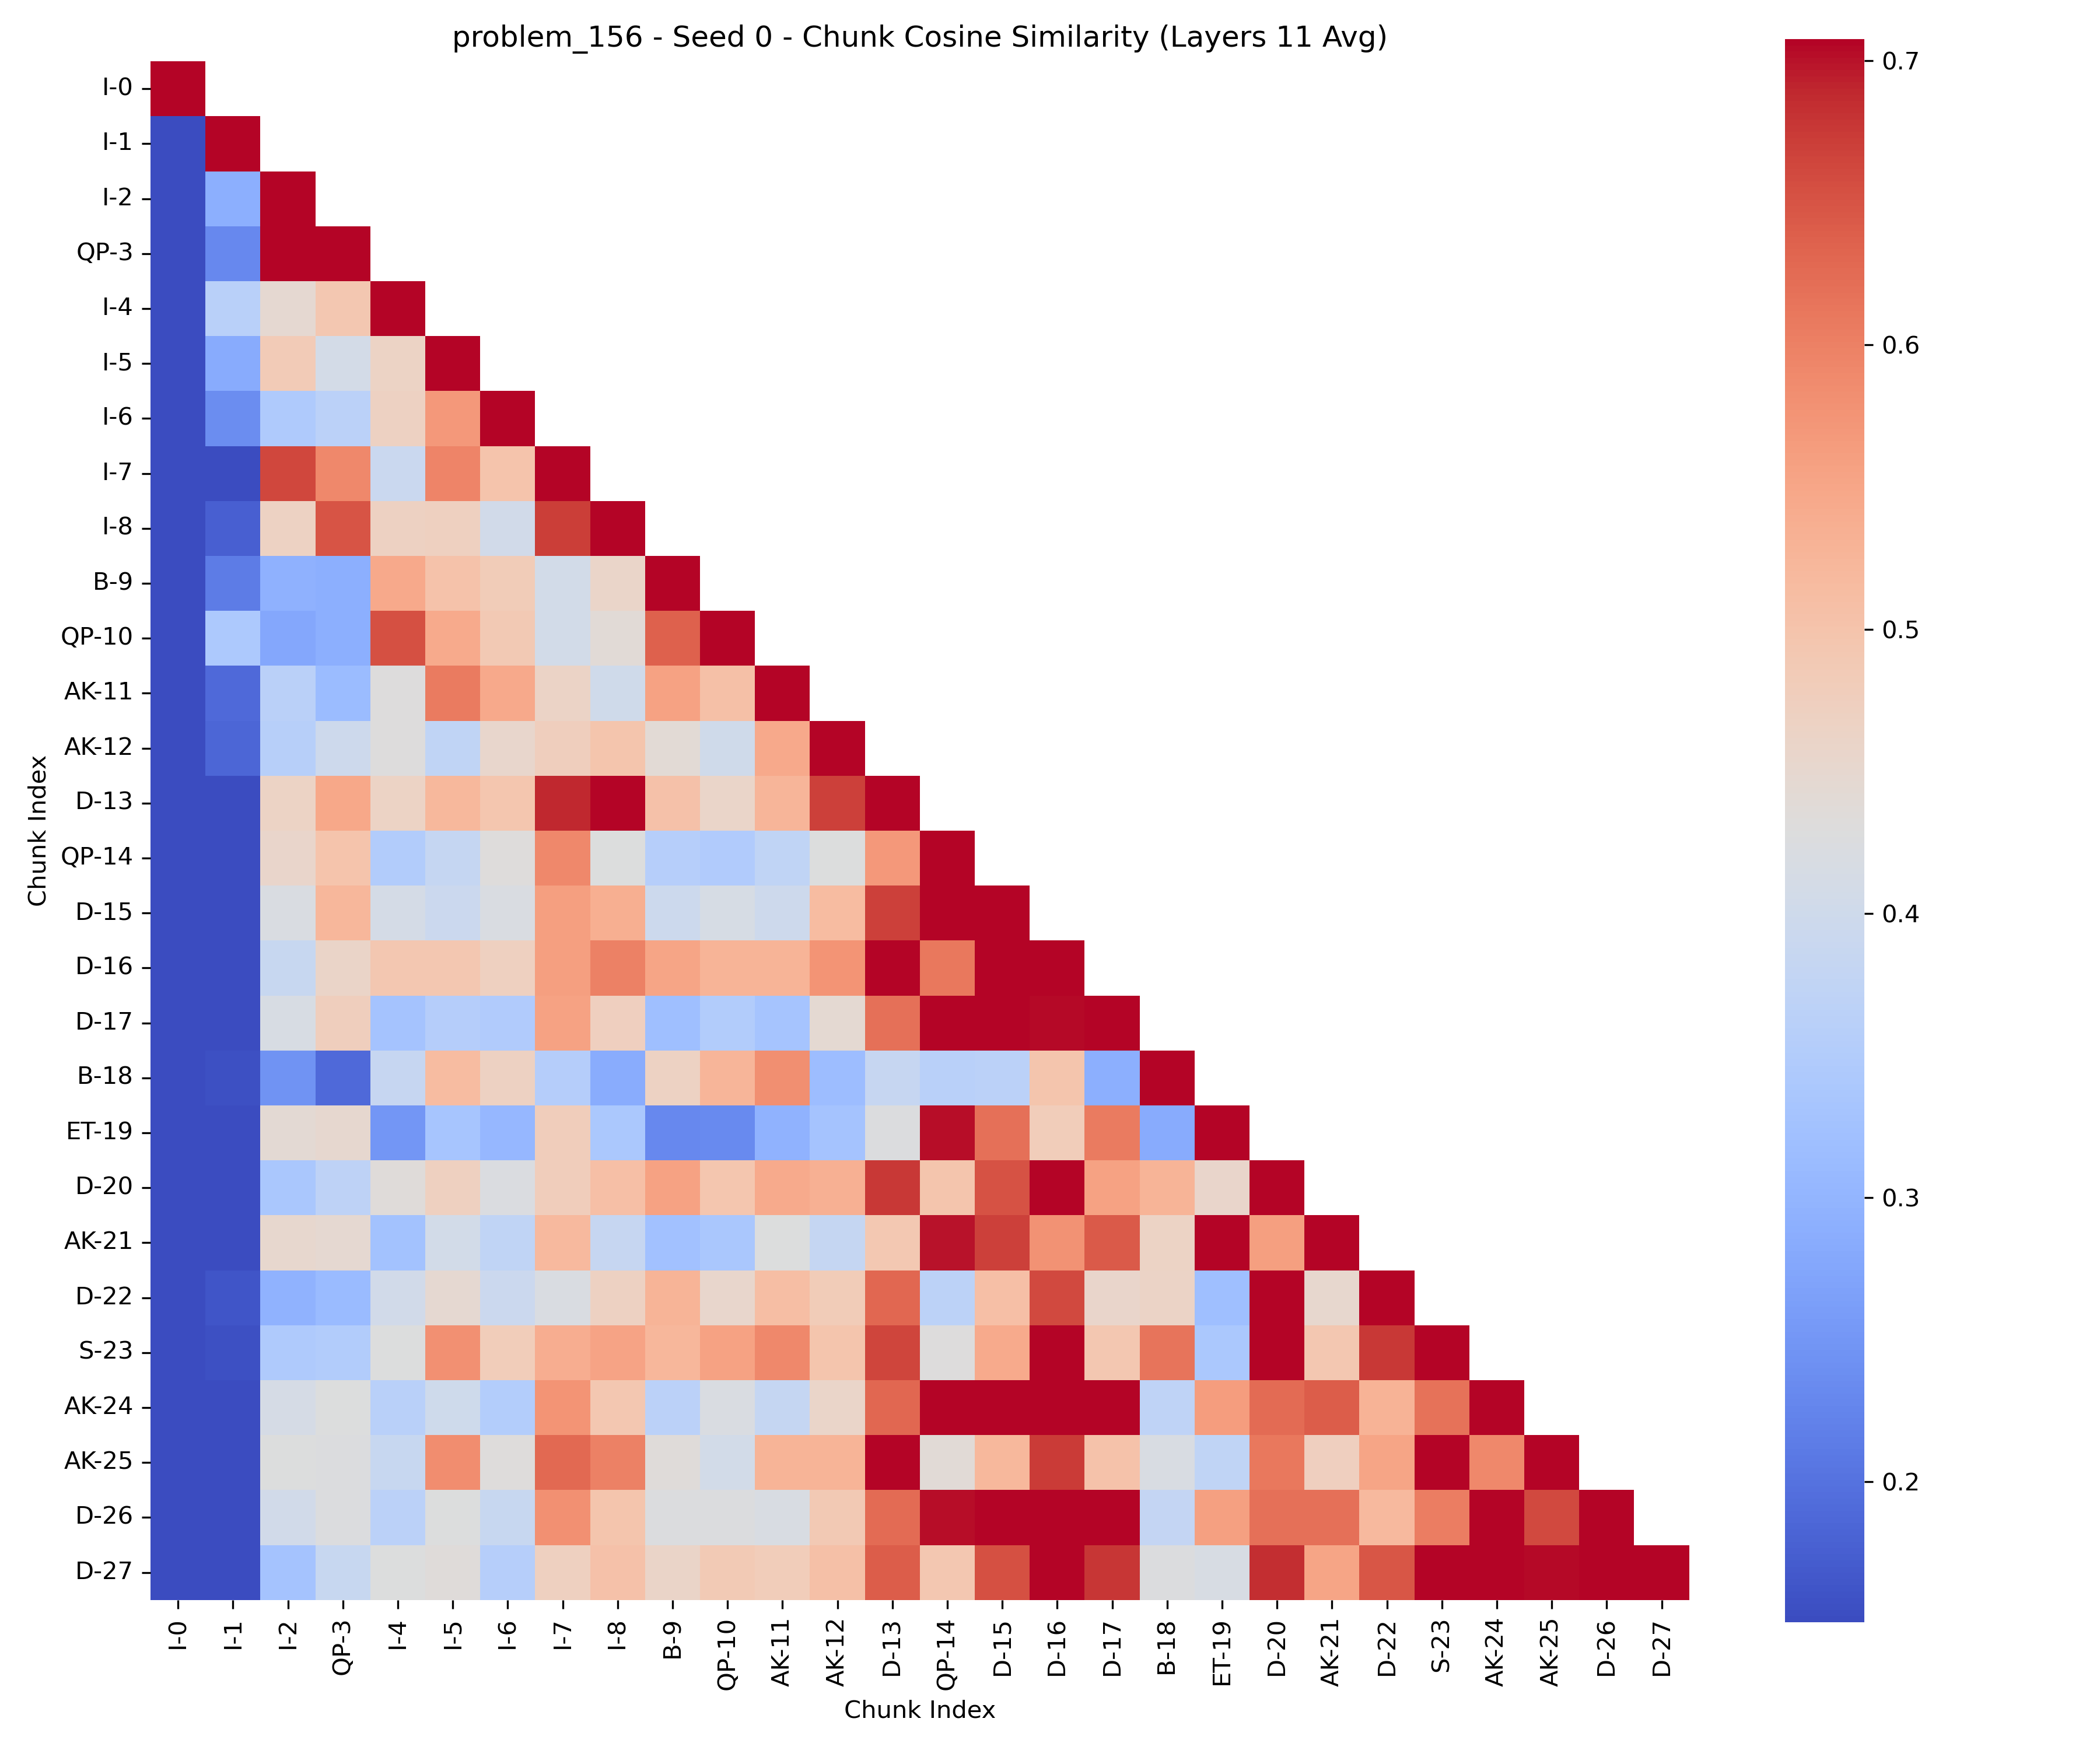 problem_156 - Seed 0 - Chunk Cosine Similarity (Layers 11 Avg)
I-0
I-1
I-2
QP-3
I-4
I-5
I-6
I-7
I-8
B-9
QP-10
AK-11
AK-12
D-13
QP-14
D-15
D-16
D-17
B-18
ET-19
D-20
AK-21
D-22
S-23
AK-24
AK-25
D-26
D-27
Chunk Index
I-0 I-1 I-2 QP-3 I-4 I-5 I-6 I-7 I-8 B-9 QP-10 AK-11 AK-12 D-13 QP-14 D-15 D-16 D-17 B-18 ET-19 D-20 AK-21 D-22 S-23 AK-24 AK-25 D-26 D-27
Chunk Index
0.7
0.6
0.5
0.4
0.3
0.2